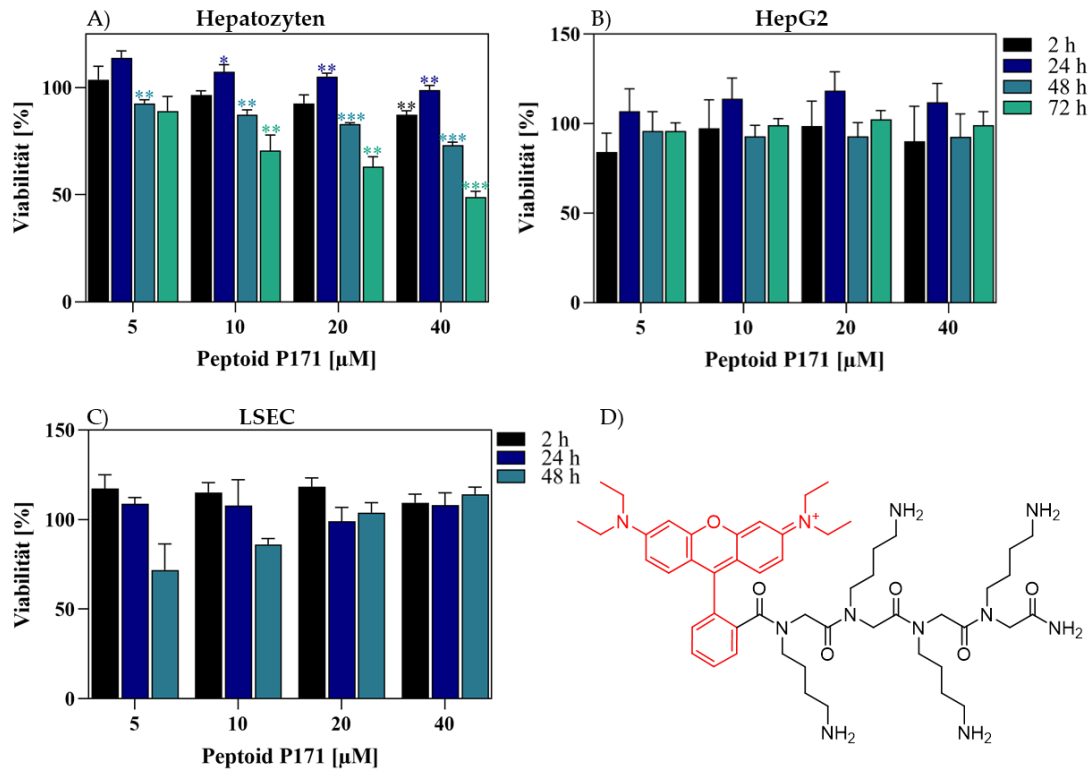 A) Hepatozyten
Viabilität [%]
100
50
0
** * ** ** ** *** ** ** ** *** ***
5 10 20 40
Peptoid P171 [µM]
B) HepG2
2 h
24 h
48 h
72 h
Viabilität [%]
150
100
50
0
5 10 20 40
Peptoid P171 [µM]
C) LSEC
2 h
24 h
48 h
Viabilität [%]
150
100
50
0
5 10 20 40
Peptoid P171 [µM]
D)
NH2 NH2
N O N+
O O O
N N N N NH2
O O
NH2 NH2